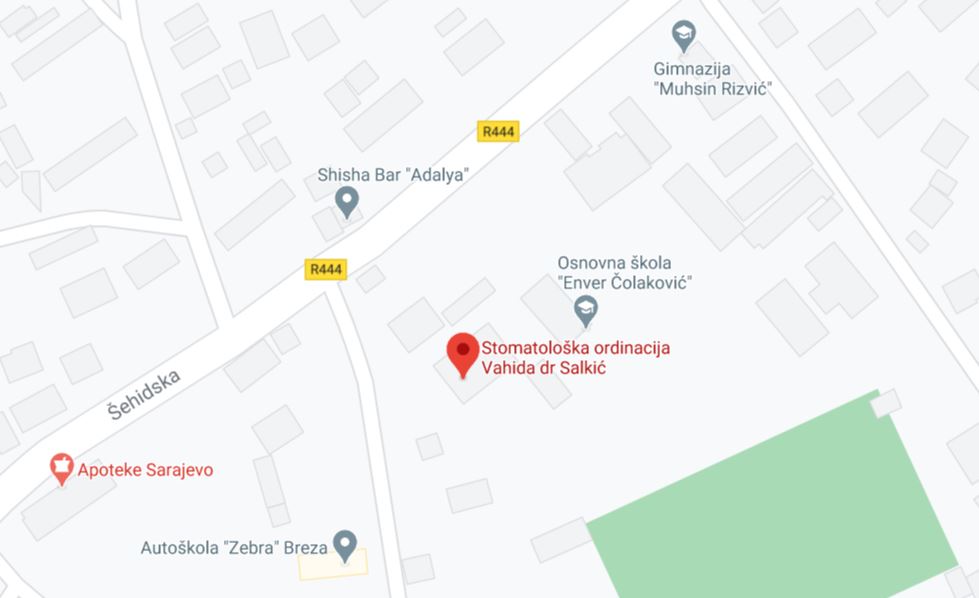 Gimnazija
"Muhsin Rizvić"
R444
Shisha Bar "Adalya"
R444
Osnovna škola
"Enver Čolaković"
Stomatološka ordinacija
Vahida dr Salkić
Šehidska
Apoteke Sarajevo
Autoškola "Zebra" Breza